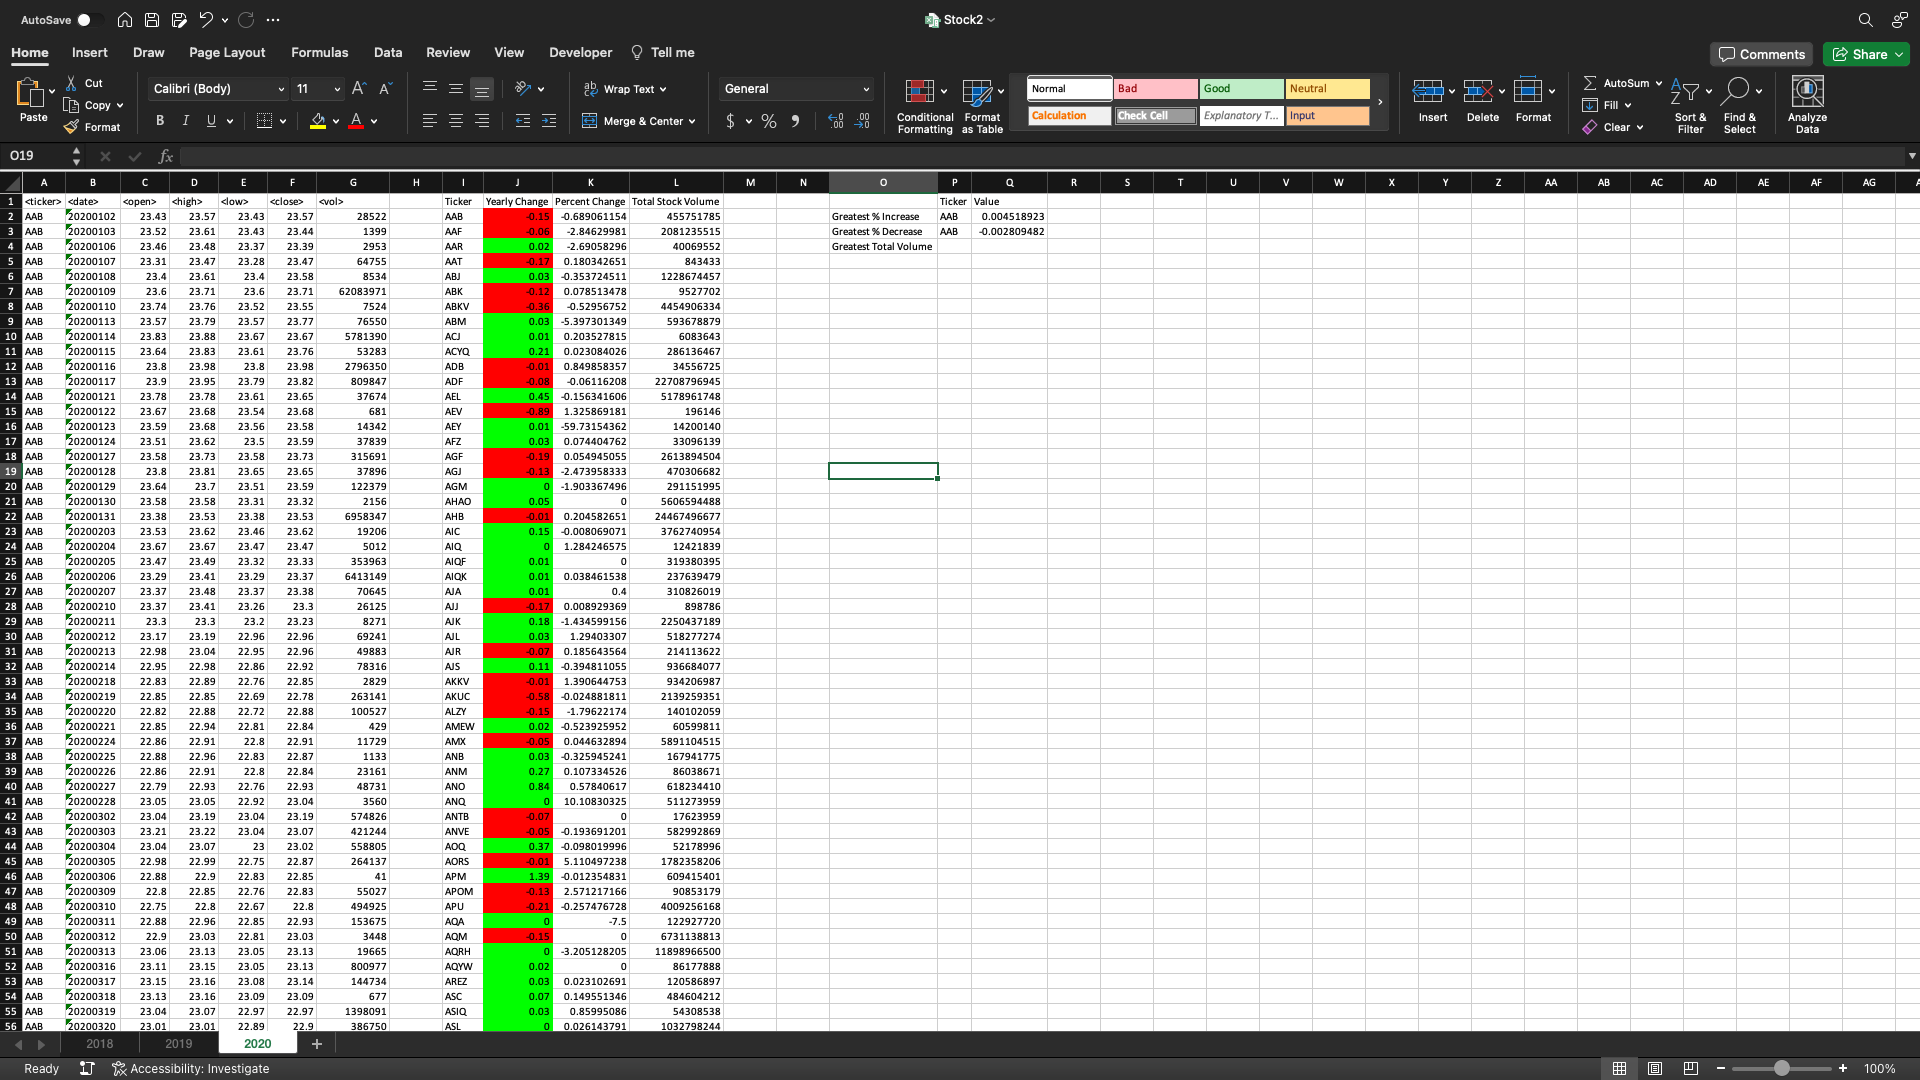 AutoSave
Stock2
Home Insert Draw Page Layout Formulas Data Review View Developer Tell me Comments Share
Paste Cut Copy Format
Calibri (Body) 11
B I U
Wrap Text
Merge & Center
General
$ % 9
Conditional Formatting
Format as Table
Normal Bad Good Neutral
Calculation Check Cell Explanatory T... Input
Insert Delete Format
AutoSum Fill Clear
Sort & Filter
Find & Select
Analyze Data
O19 fx
A B C D E F G H I J K L M N O P Q R S T U V W X Y Z AA AB AC AD AE AF AG
1 <ticker> <date> <open> <high> <low> <close> <vol> Ticker Yearly Change Percent Change Total Stock Volume Ticker Value
2 AAB 20200102 23.43 23.57 23.43 23.57 28522 AAB -0.15 -0.689061154 455751785 Greatest % Increase AAB 0.004518923
3 AAB 20200103 23.52 23.61 23.43 23.44 1399 AAF -0.06 -2.84629981 2081235515 Greatest % Decrease AAB -0.002809482
4 AAB 20200106 23.46 23.48 23.37 23.39 2953 AAR 0.02 -2.69058296 40069552 Greatest Total Volume
5 AAB 20200107 23.31 23.47 23.28 23.47 64755 AAT -0.17 0.180342651 843433
6 AAB 20200108 23.4 23.61 23.4 23.58 8534 ABJ 0.03 -0.353724511 1228674457
7 AAB 20200109 23.6 23.71 23.6 23.71 62083971 ABK -0.12 0.078513478 9527702
8 AAB 20200110 23.74 23.76 23.52 23.55 7524 ABKV -0.36 -0.52956752 4454906334
9 AAB 20200113 23.57 23.79 23.57 23.77 76550 ABM 0.03 -5.397301349 593678879
10 AAB 20200114 23.83 23.88 23.67 23.67 5781390 ACJ 0.01 0.203527815 6083643
11 AAB 20200115 23.64 23.83 23.61 23.76 53283 ACYQ 0.21 0.023084026 286136467
12 AAB 20200116 23.8 23.98 23.8 23.98 2796350 ADB -0.01 0.849858357 34556725
13 AAB 20200117 23.9 23.95 23.79 23.82 809847 ADF -0.08 -0.06116208 22708796945
14 AAB 20200121 23.78 23.78 23.61 23.65 37674 AEL 0.45 -0.156341606 5178961748
15 AAB 20200122 23.67 23.68 23.54 23.68 681 AEV -0.89 1.325869181 196146
16 AAB 20200123 23.59 23.68 23.56 23.58 14342 AEY 0.01 -59.73154362 14200140
17 AAB 20200124 23.51 23.62 23.5 23.59 37839 AFZ 0.03 0.074404762 33096139
18 AAB 20200127 23.58 23.73 23.58 23.73 315691 AGF -0.19 0.054945055 2613894504
19 AAB 20200128 23.8 23.81 23.65 23.65 37896 AGJ -0.13 -2.473958333 470306682
20 AAB 20200129 23.64 23.7 23.51 23.59 122379 AGM 0 -1.903367496 291151995
21 AAB 20200130 23.58 23.58 23.31 23.32 2156 AHAO 0.05 0 5606594488
22 AAB 20200131 23.38 23.53 23.38 23.53 6958347 AHB -0.01 0.204582651 24467496677
23 AAB 20200203 23.53 23.62 23.46 23.62 19206 AIC 0.15 -0.008069071 3762740954
24 AAB 20200204 23.67 23.67 23.47 23.47 5012 AIQ 0 1.284246575 12421839
25 AAB 20200205 23.47 23.49 23.32 23.33 353963 AIQF 0.01 0 319380395
26 AAB 20200206 23.29 23.41 23.29 23.37 6413149 AIQK 0.01 0.038461538 237639479
27 AAB 20200207 23.37 23.48 23.37 23.38 70645 AJA 0.01 0.4 310826019
28 AAB 20200210 23.37 23.41 23.26 23.3 26125 AJJ -0.17 0.008929369 898786
29 AAB 20200211 23.3 23.3 23.2 23.23 8271 AJK 0.18 -1.434599156 2250437189
30 AAB 20200212 23.17 23.19 22.96 22.96 69241 AJL 0.03 1.29403307 518277274
31 AAB 20200213 22.98 23.04 22.95 22.96 49883 AJR -0.07 0.185643564 214113622
32 AAB 20200214 22.95 22.98 22.86 22.92 78316 AJS 0.11 -0.394811055 936684077
33 AAB 20200218 22.83 22.89 22.76 22.85 2829 AKKV -0.01 1.390644753 934206987
34 AAB 20200219 22.85 22.85 22.69 22.78 263141 AKUC -0.58 -0.024881811 2139259351
35 AAB 20200220 22.82 22.88 22.72 22.88 100527 ALZY -0.15 -1.79622174 140102059
36 AAB 20200221 22.85 22.94 22.81 22.84 429 AMEW 0.02 -0.523925952 60599811
37 AAB 20200224 22.86 22.91 22.8 22.91 11729 AMX -0.05 0.044632894 5891104515
38 AAB 20200225 22.88 22.96 22.83 22.87 1133 ANB 0.03 -0.325945241 167941775
39 AAB 20200226 22.86 22.91 22.8 22.84 23161 ANM 0.27 0.107334526 86038671
40 AAB 20200227 22.79 22.93 22.76 22.93 48731 ANO 0.84 0.57840617 618234410
41 AAB 20200228 23.05 23.05 22.92 23.04 3560 ANQ 0 10.10830325 511273959
42 AAB 20200302 23.04 23.19 23.04 23.19 574826 ANTB -0.07 0 17623959
43 AAB 20200303 23.21 23.22 23.04 23.07 421244 ANVE -0.05 -0.193691201 582992869
44 AAB 20200304 23.04 23.07 23 23.02 558805 AOQ 0.37 -0.098019996 52178996
45 AAB 20200305 22.98 22.99 22.75 22.87 264137 AORS -0.01 5.110497238 1782358206
46 AAB 20200306 22.88 22.9 22.83 22.85 41 APM 1.39 -0.012354831 609415401
47 AAB 20200309 22.8 22.85 22.76 22.83 55027 APOM -0.13 2.571217166 90853179
48 AAB 20200310 22.75 22.8 22.67 22.8 494925 APU -0.21 -0.257476728 4009256168
49 AAB 20200311 22.88 22.96 22.85 22.93 153675 AQA 0 -7.5 122927720
50 AAB 20200312 22.9 23.03 22.81 23.03 3448 AQM -0.15 0 6731138813
51 AAB 20200313 23.06 23.13 23.05 23.13 19665 AQRH 0 -3.205128205 11898966500
52 AAB 20200316 23.11 23.15 23.05 23.13 800977 AQYW 0.02 0 86177888
53 AAB 20200317 23.15 23.16 23.08 23.14 144734 AREZ 0.03 0.023102691 120586897
54 AAB 20200318 23.13 23.16 23.09 23.09 677 ASC 0.07 0.149551346 484604212
55 AAB 20200319 23.04 23.07 22.97 22.97 1398091 ASIQ 0.03 0.85995086 54308538
56 AAB 20200320 23.01 23.01 22.89 22.9 386750 ASL 0 0.026143791 1032798244
2018 2019 2020 +
Ready Accessibility: Investigate 100%